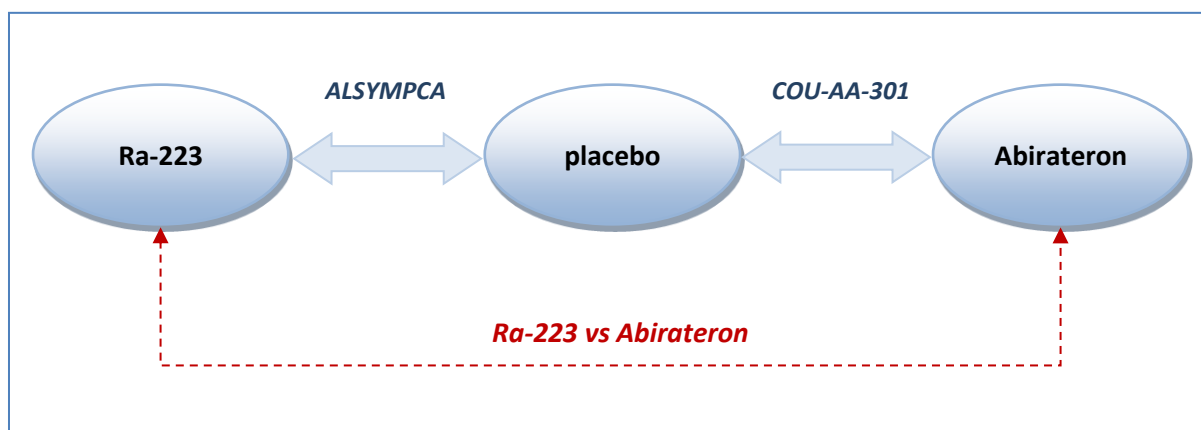 ALSYMPCA
COU-AA-301
Ra-223
placebo
Abirateron
Ra-223 vs Abirateron